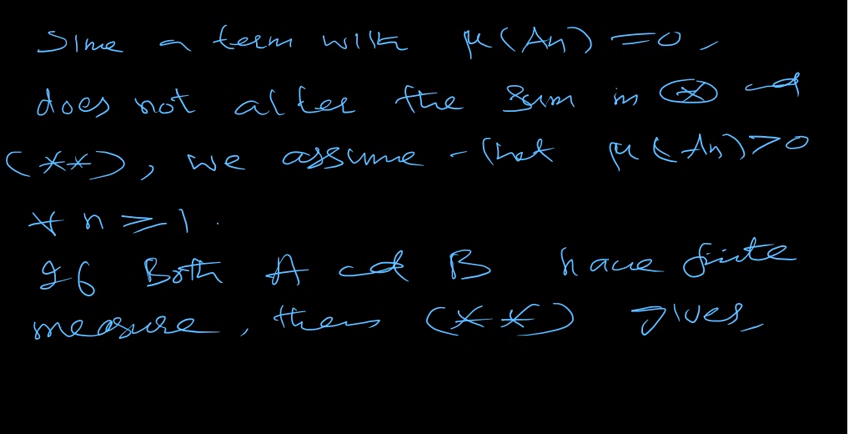 Since a term with μ(An) = 0,
does not alter the sum in (*) and
(**), we assume that μ(An) > 0
∀ n ≥ 1.
If Both A and B have finite
measure, then (**) gives,